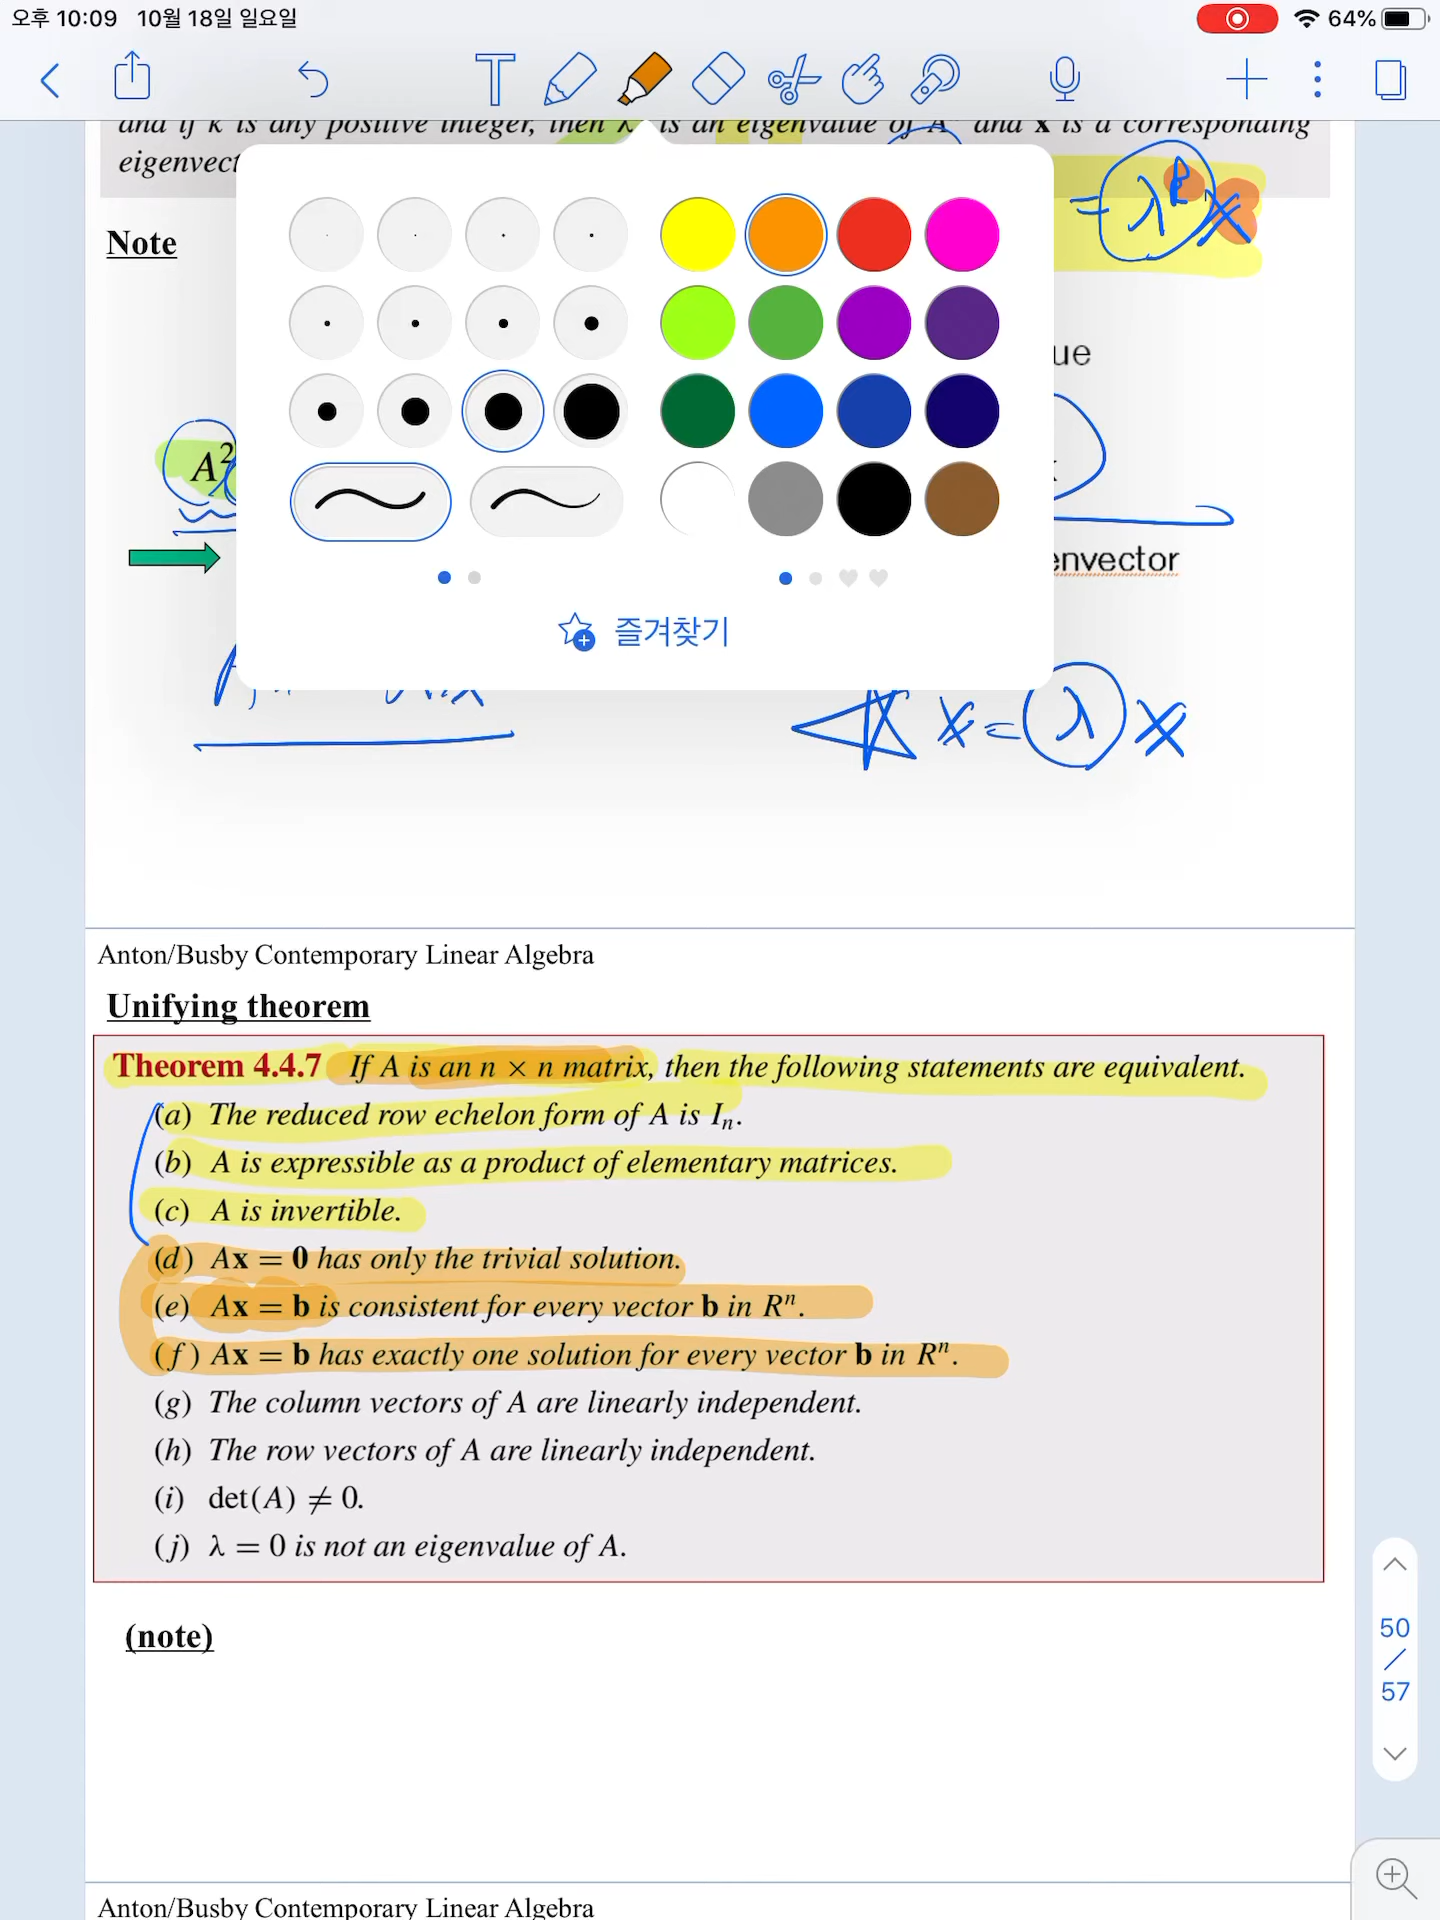 오후 10:09 10월 18일 일요일
64%
and if k is any positive integer, then λ is an eigenvalue of A and x is a corresponding
eigenvect
= λᵏ x
Note
ue
A²
envector
즐겨찾기
A x = λ x
Anton/Busby Contemporary Linear Algebra
Unifying theorem
Theorem 4.4.7 If A is an n × n matrix, then the following statements are equivalent.
(a) The reduced row echelon form of A is Iₙ.
(b) A is expressible as a product of elementary matrices.
(c) A is invertible.
(d) Ax = 0 has only the trivial solution.
(e) Ax = b is consistent for every vector b in Rⁿ.
(f) Ax = b has exactly one solution for every vector b in Rⁿ.
(g) The column vectors of A are linearly independent.
(h) The row vectors of A are linearly independent.
(i) det(A) ≠ 0.
(j) λ = 0 is not an eigenvalue of A.
50
/
57
(note)
Anton/Busby Contemporary Linear Algebra